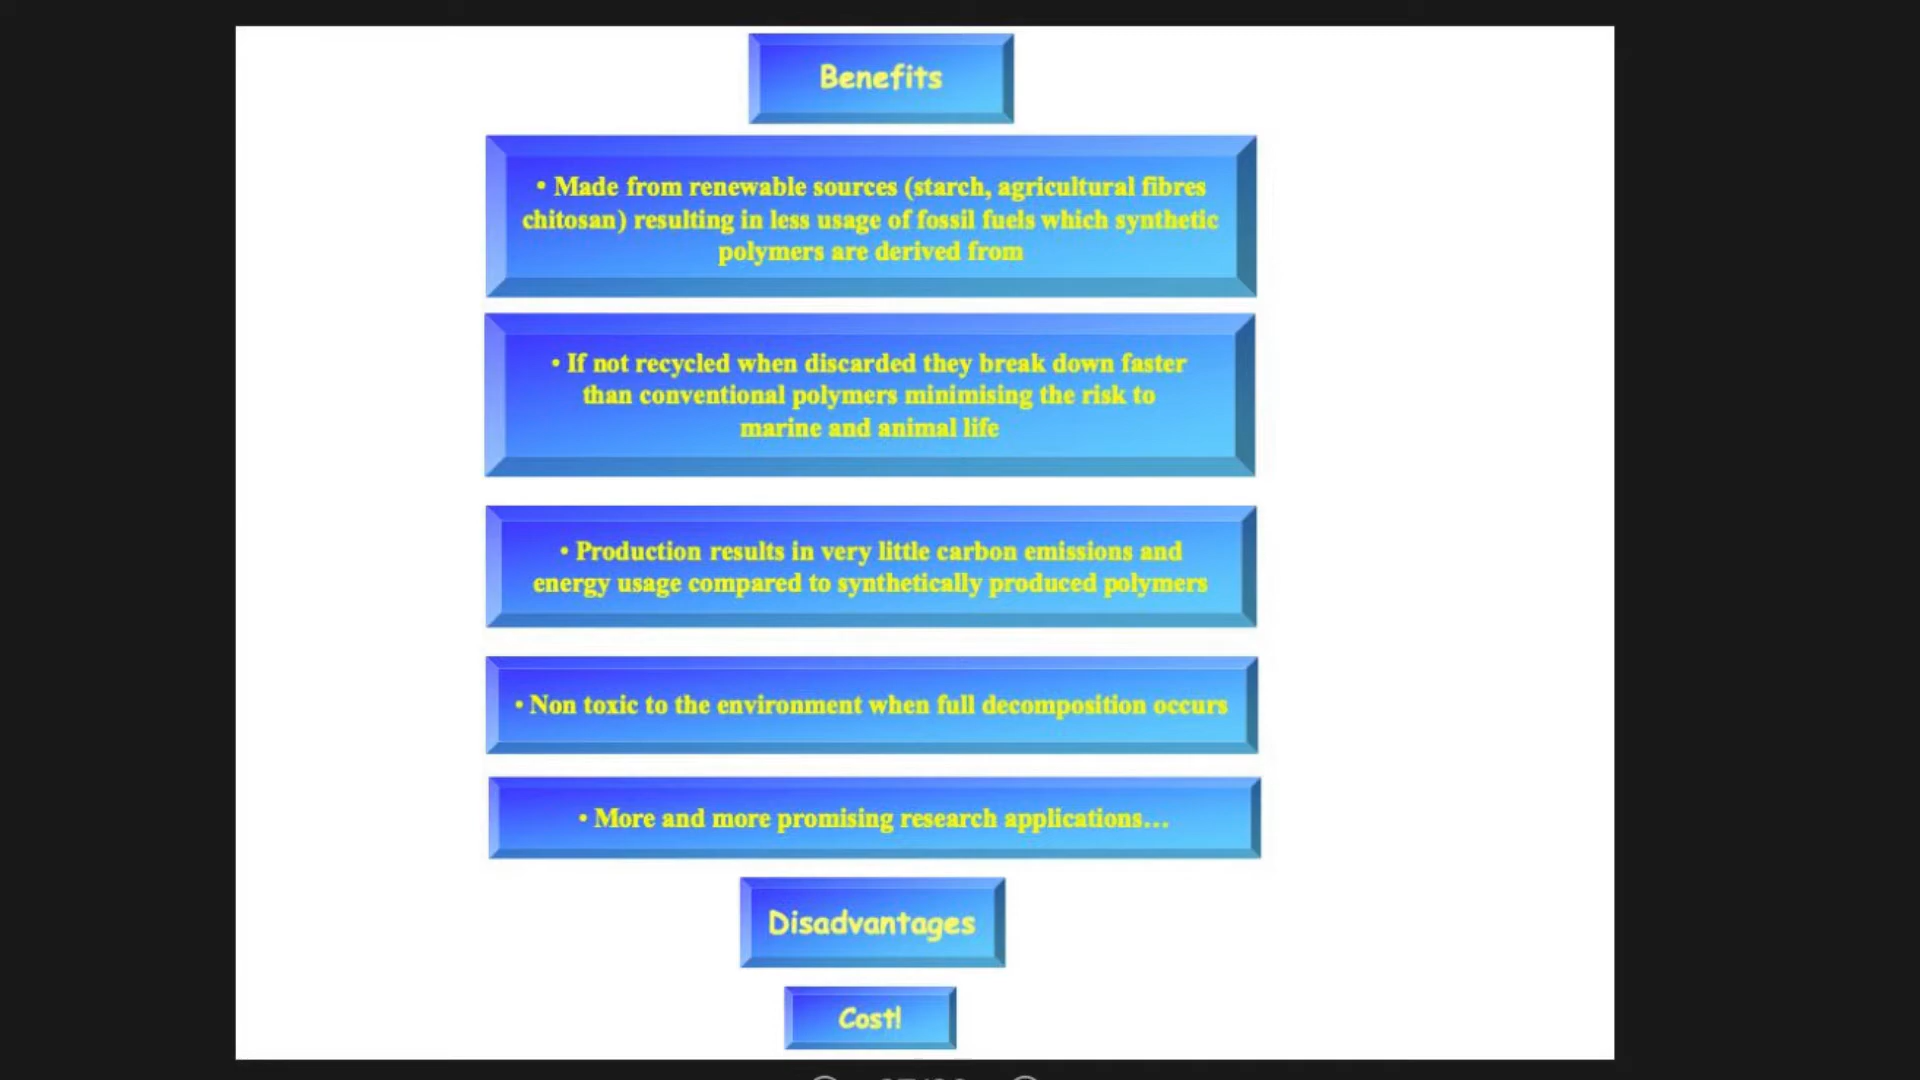 Benefits
• Made from renewable sources (starch, agricultural fibres
chitosan) resulting in less usage of fossil fuels which synthetic
polymers are derived from
• If not recycled when discarded they break down faster
than conventional polymers minimising the risk to
marine and animal life
• Production results in very little carbon emissions and
energy usage compared to synthetically produced polymers
• Non toxic to the environment when full decomposition occurs
• More and more promising research applications…
Disadvantages
Cost!